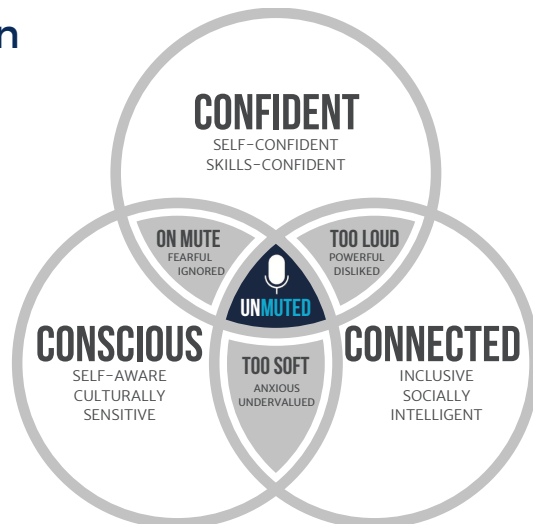 n
CONFIDENT
SELF-CONFIDENT
SKILLS-CONFIDENT
ON MUTE
FEARFUL
IGNORED
TOO LOUD
POWERFUL
DISLIKED
UNMUTED
CONSCIOUS
SELF-AWARE
CULTURALLY
SENSITIVE
TOO SOFT
ANXIOUS
UNDERVALUED
CONNECTED
INCLUSIVE
SOCIALLY
INTELLIGENT